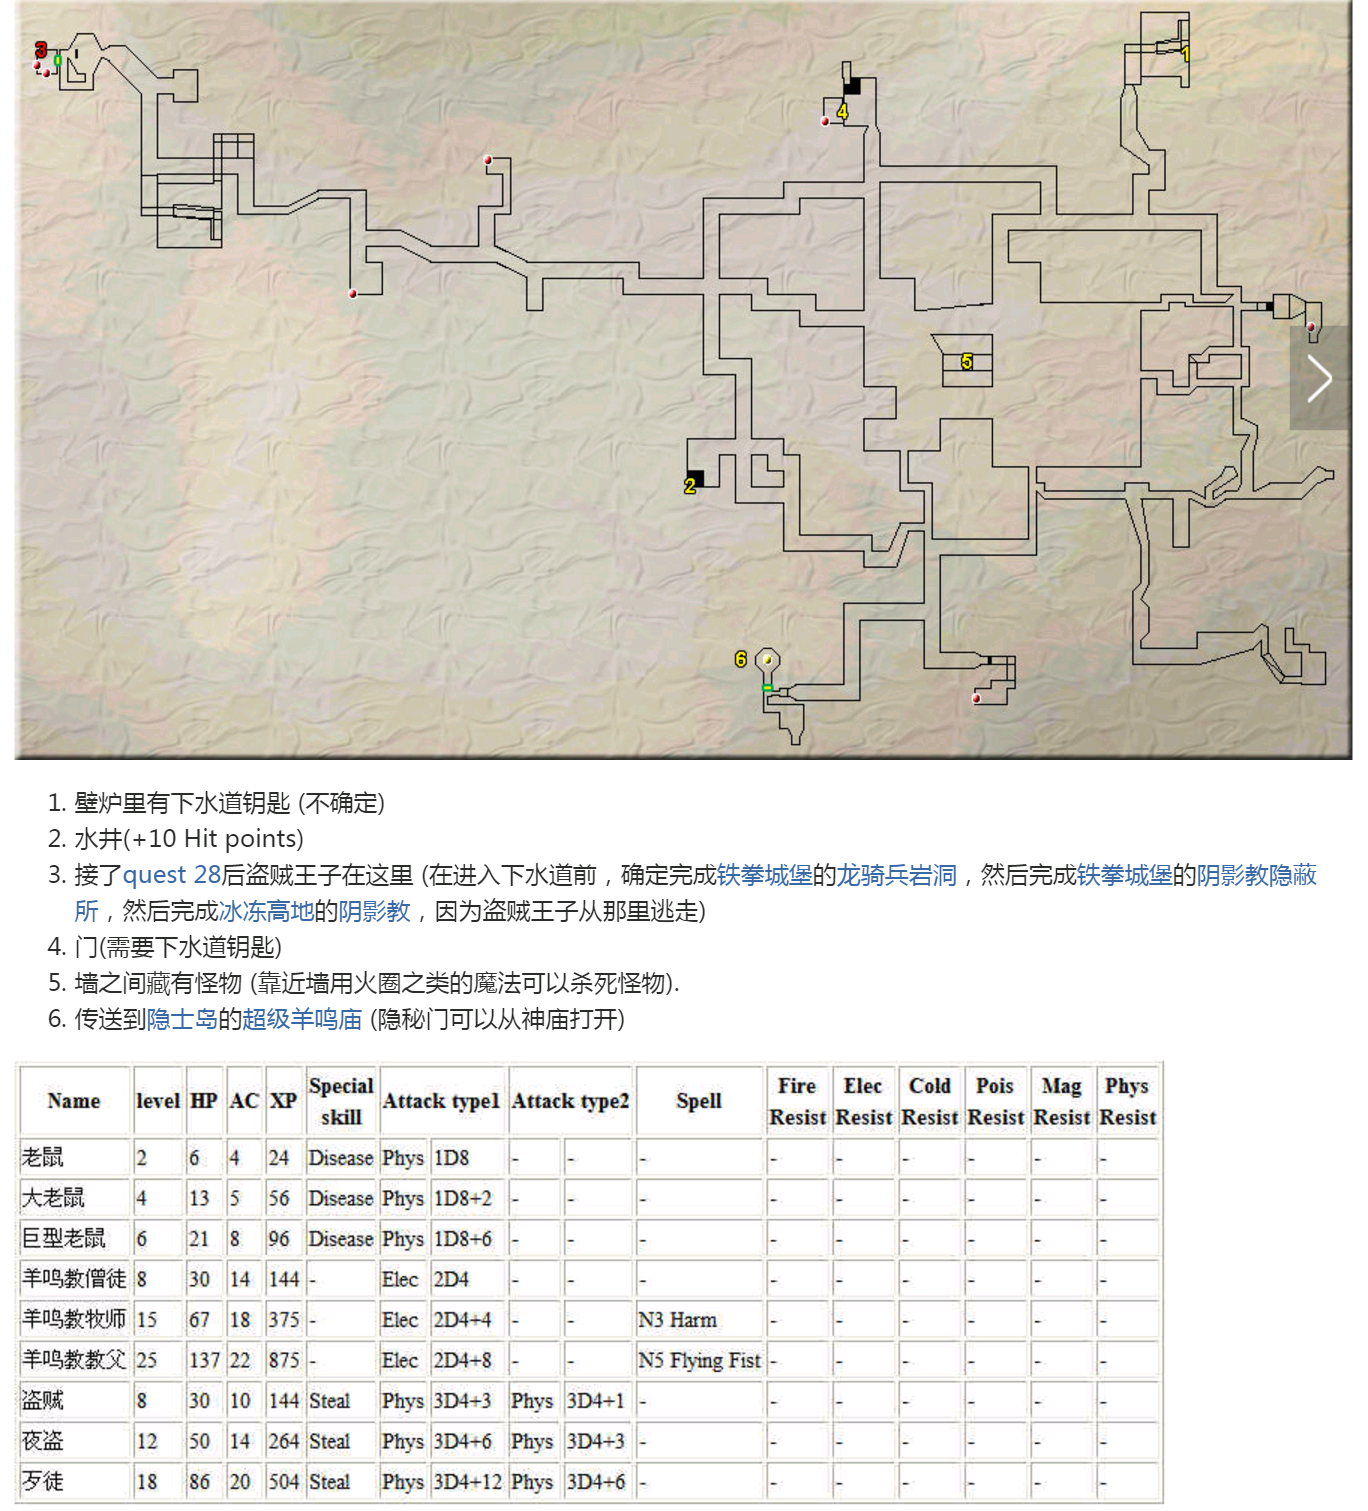 3
1
4
5
2
6
1. 壁炉里有下水道钥匙 (不确定)
2. 水井(+10 Hit points)
3. 接了quest 28后盗贼王子在这里 (在进入下水道前，确定完成铁拳城堡的龙骑兵岩洞，然后完成铁拳城堡的阴影教隐蔽
所，然后完成冰冻高地的阴影教，因为盗贼王子从那里逃走)
4. 门(需要下水道钥匙)
5. 墙之间藏有怪物 (靠近墙用火圈之类的魔法可以杀死怪物).
6. 传送到隐士岛的超级羊鸣庙 (隐秘门可以从神庙打开)
Name level HP AC XP Special skill Attack type1 Attack type2 Spell Fire Resist Elec Resist Cold Resist Pois Resist Mag Resist Phys Resist
老鼠 2 6 4 24 Disease Phys 1D8 - - - - - - - - -
大老鼠 4 13 5 56 Disease Phys 1D8+2 - - - - - - - - -
巨型老鼠 6 21 8 96 Disease Phys 1D8+6 - - - - - - - - -
羊鸣教僧徒 8 30 14 144 - Elec 2D4 - - - - - - - - -
羊鸣教牧师 15 67 18 375 - Elec 2D4+4 - - N3 Harm - - - - - -
羊鸣教教父 25 137 22 875 - Elec 2D4+8 - - N5 Flying Fist - - - - - -
盗贼 8 30 10 144 Steal Phys 3D4+3 Phys 3D4+1 - - - - - - -
夜盗 12 50 14 264 Steal Phys 3D4+6 Phys 3D4+3 - - - - - - -
歹徒 18 86 20 504 Steal Phys 3D4+12 Phys 3D4+6 - - - - - - -